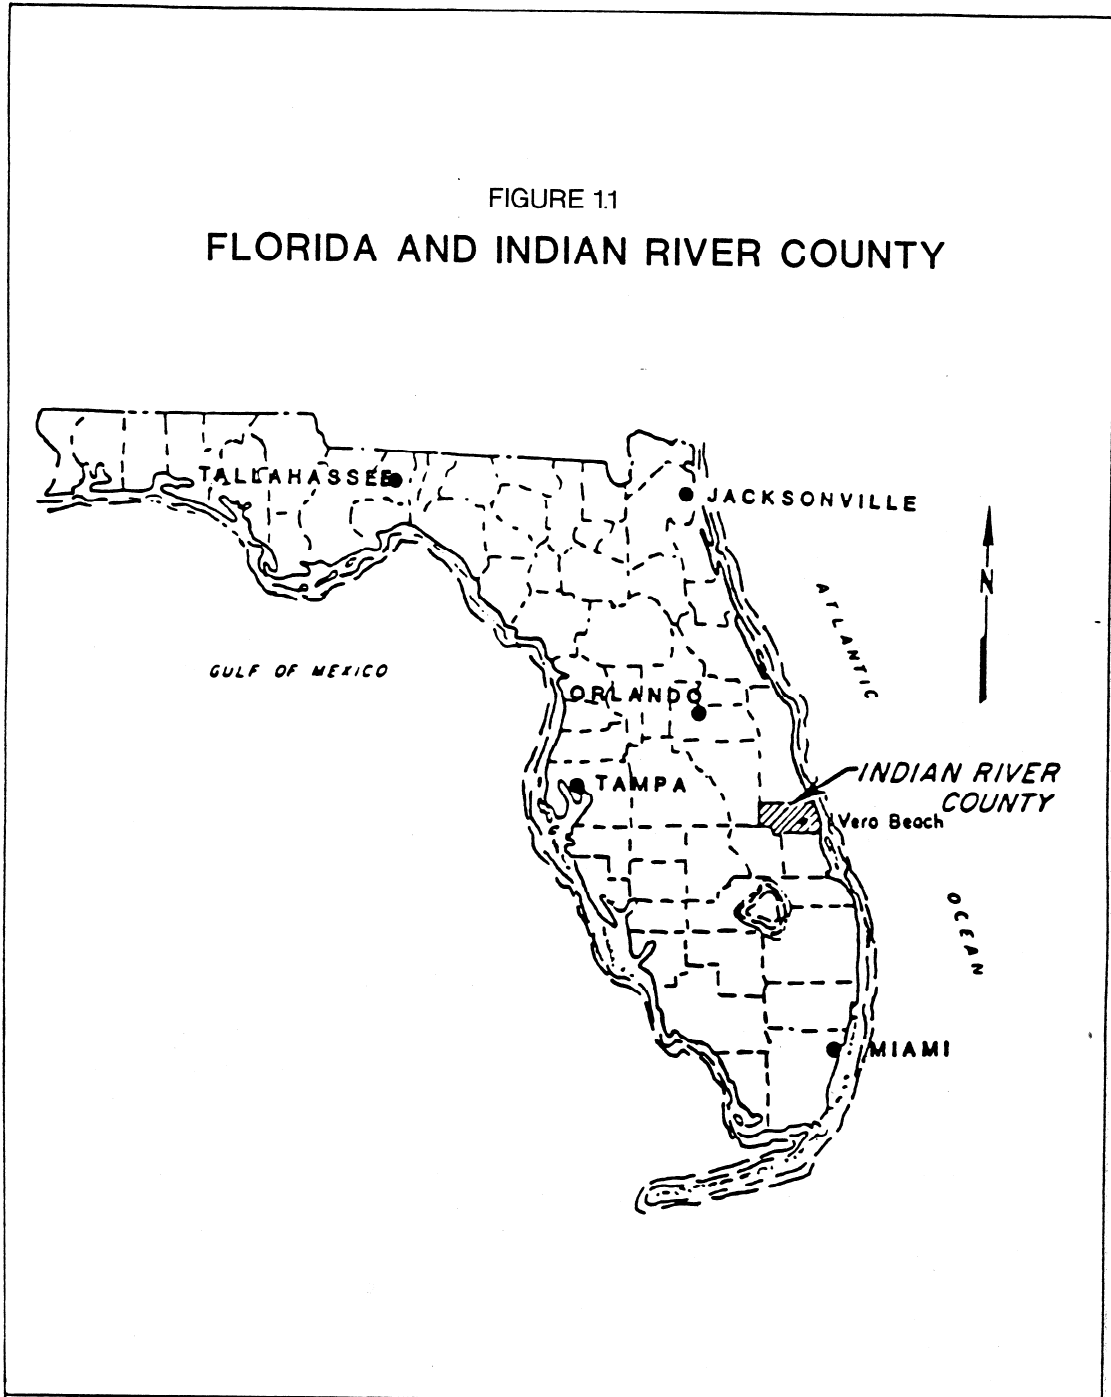 FIGURE 1.1
FLORIDA AND INDIAN RIVER COUNTY
TALLAHASSEE
JACKSONVILLE
N
ATLANTIC
GULF OF MEXICO
ORLANDO
INDIAN RIVER
COUNTY
TAMPA
Vero Beach
OCEAN
MIAMI